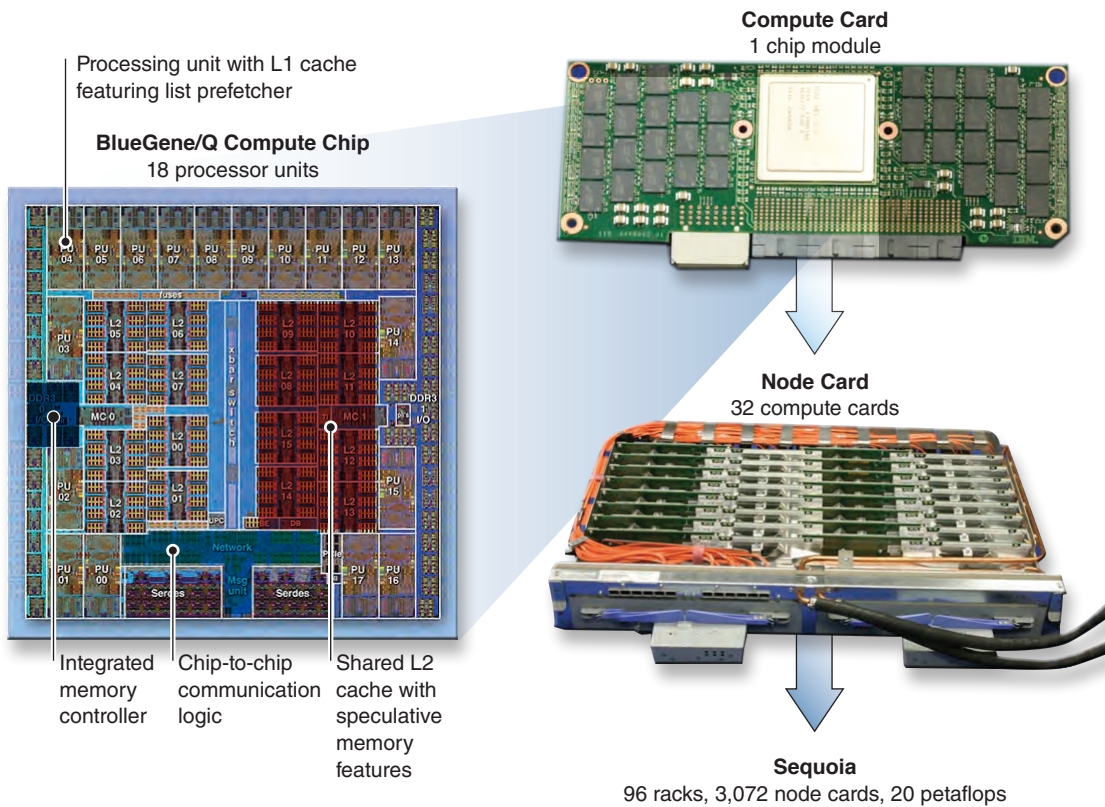 Processing unit with L1 cache
featuring list prefetcher
BlueGene/Q Compute Chip
18 processor units
PU
04
PU
05
PU
06
PU
07
PU
08
PU
09
PU
10
PU
11
PU
12
PU
13
fuses
PU
03
L2
05
L2
06
L2
09
L2
10
PU
14
xbar switch
L2
04
L2
07
L2
08
L2
11
DDR3
I/O
MC 0
MC 1
DDR3
1
I/O
L2
03
L2
00
L2
15
L2
12
PU
02
L2
02
L2
01
L2
14
L2
13
PU
15
UPC
DB
Network
PU
01
PU
00
Msg
unit
PU
17
PU
16
Serdes
Serdes
Integrated
memory
controller
Chip-to-chip
communication
logic
Shared L2
cache with
speculative
memory
features
Compute Card
1 chip module
IBM
Node Card
32 compute cards
Sequoia
96 racks, 3,072 node cards, 20 petaflops